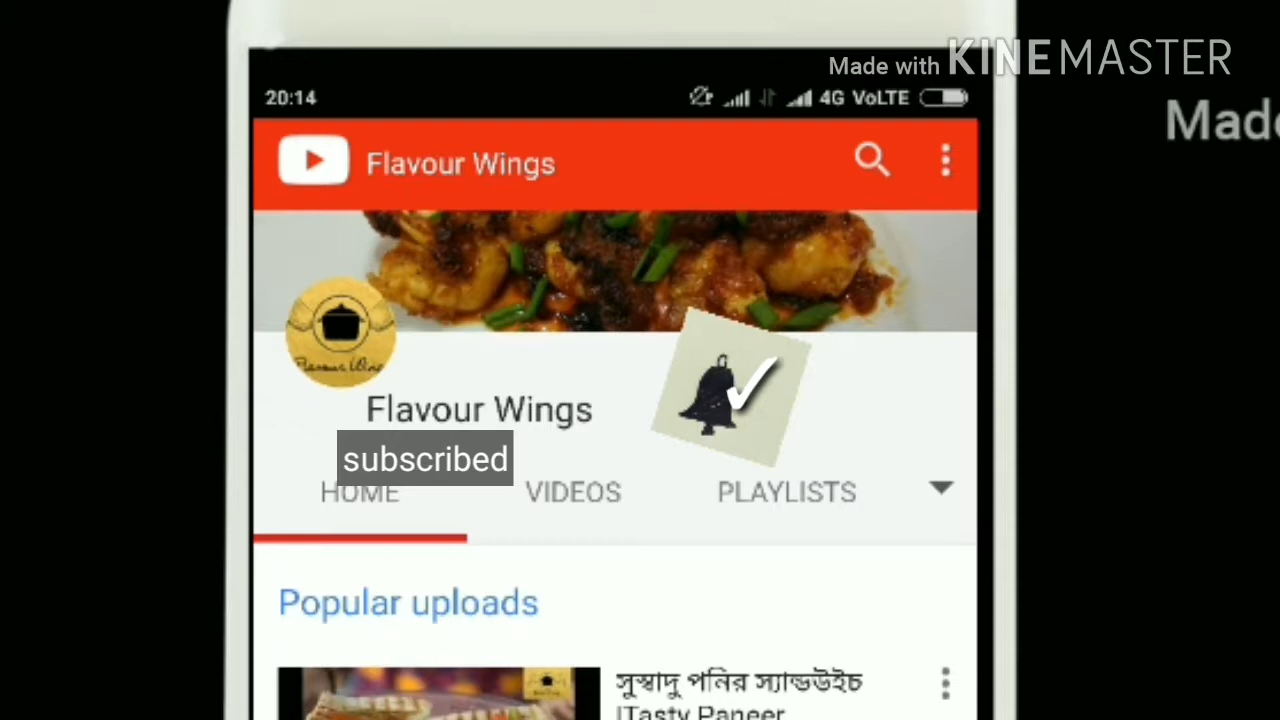 Made with KINEMASTER
Made
20:14 4G VoLTE
Flavour Wings
Flavour Wings
subscribed
HOME VIDEOS PLAYLISTS
Popular uploads
সুস্বাদু পনির স্যান্ডউইচ
|Tasty Paneer